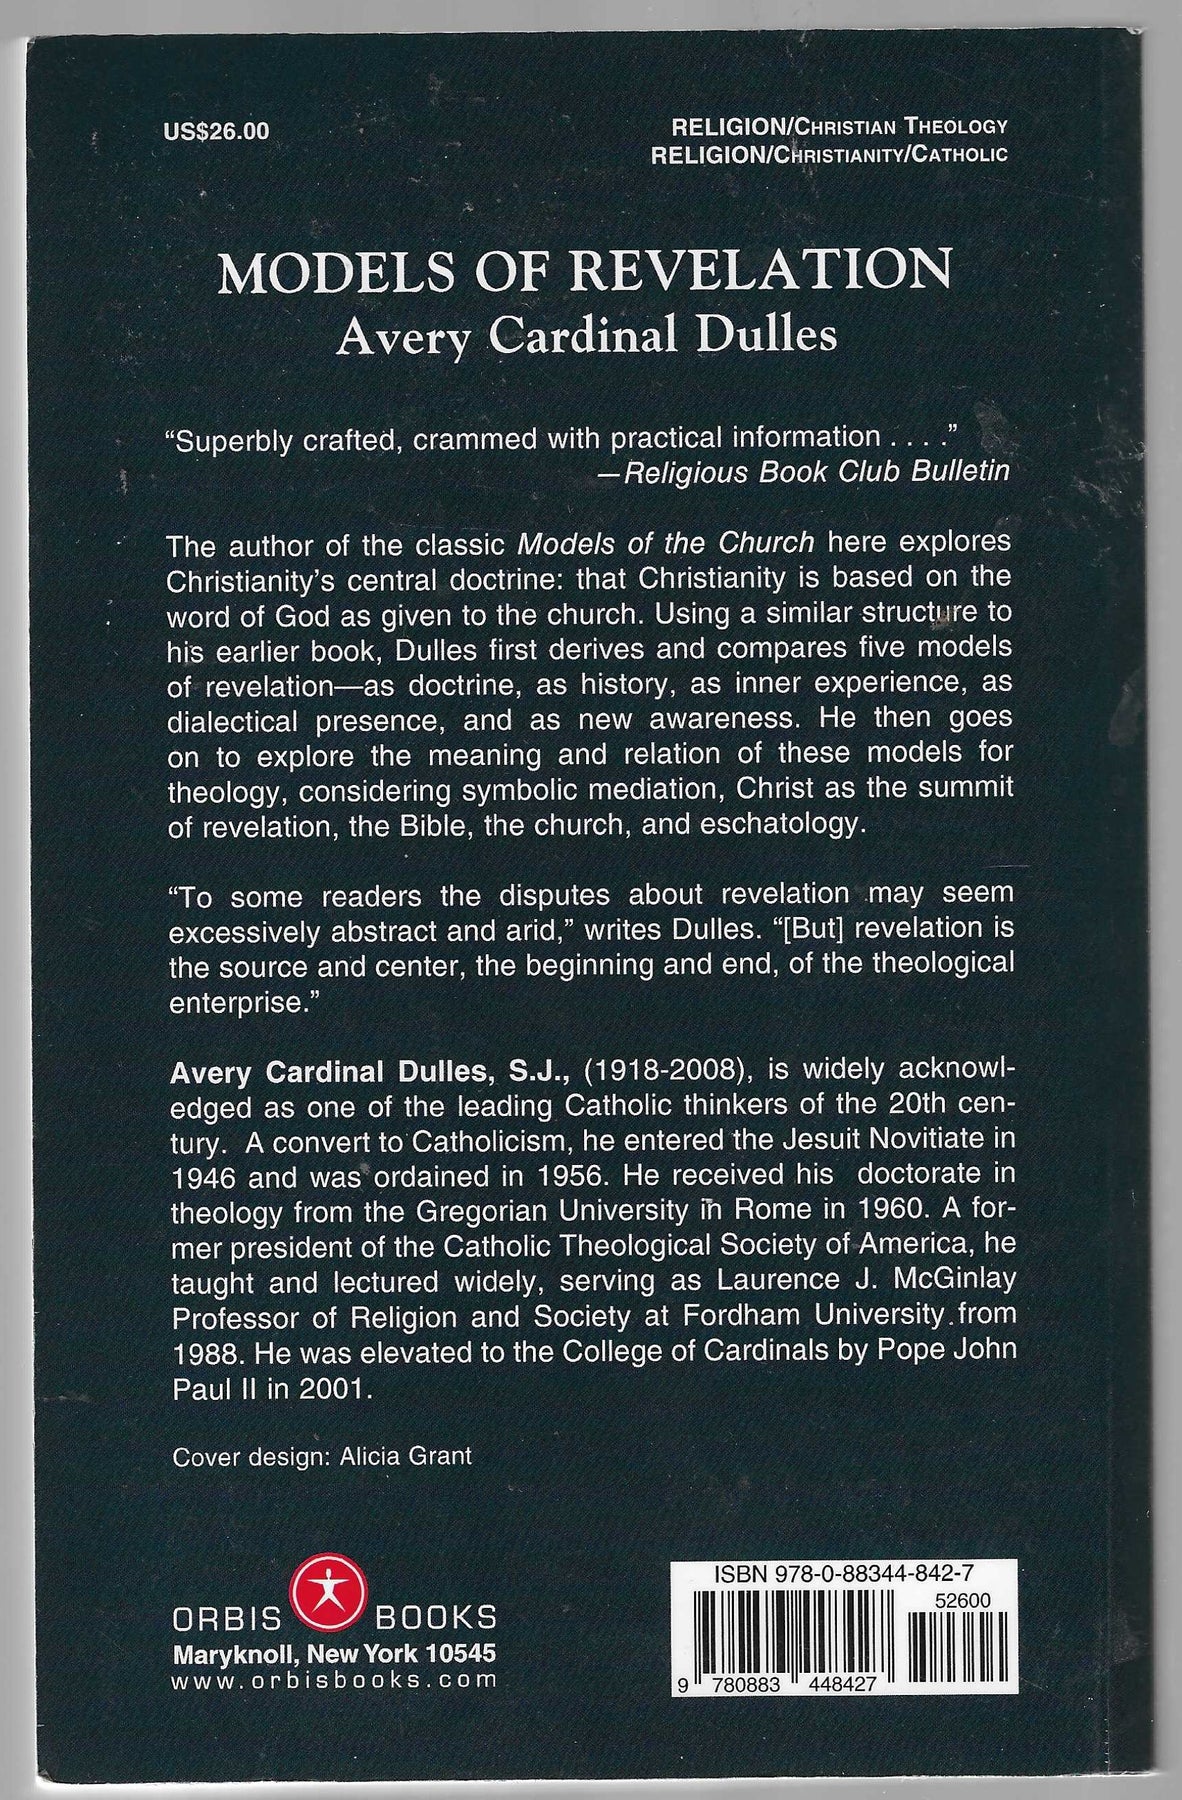 US$26.00
RELIGION/CHRISTIAN THEOLOGY
RELIGION/CHRISTIANITY/CATHOLIC
MODELS OF REVELATION
Avery Cardinal Dulles
“Superbly crafted, crammed with practical information . . . .”
—Religious Book Club Bulletin
The author of the classic Models of the Church here explores
Christianity’s central doctrine: that Christianity is based on the
word of God as given to the church. Using a similar structure to
his earlier book, Dulles first derives and compares five models
of revelation—as doctrine, as history, as inner experience, as
dialectical presence, and as new awareness. He then goes
on to explore the meaning and relation of these models for
theology, considering symbolic mediation, Christ as the summit
of revelation, the Bible, the church, and eschatology.
“To some readers the disputes about revelation may seem
excessively abstract and arid,” writes Dulles. “[But] revelation is
the source and center, the beginning and end, of the theological
enterprise.”
Avery Cardinal Dulles, S.J., (1918-2008), is widely acknowl-
edged as one of the leading Catholic thinkers of the 20th cen-
tury. A convert to Catholicism, he entered the Jesuit Novitiate in
1946 and was ordained in 1956. He received his doctorate in
theology from the Gregorian University in Rome in 1960. A for-
mer president of the Catholic Theological Society of America, he
taught and lectured widely, serving as Laurence J. McGinlay
Professor of Religion and Society at Fordham University from
1988. He was elevated to the College of Cardinals by Pope John
Paul II in 2001.
Cover design: Alicia Grant
ORBIS BOOKS
Maryknoll, New York 10545
www.orbisbooks.com
ISBN 978-0-88344-842-7
52600
9 780883 448427